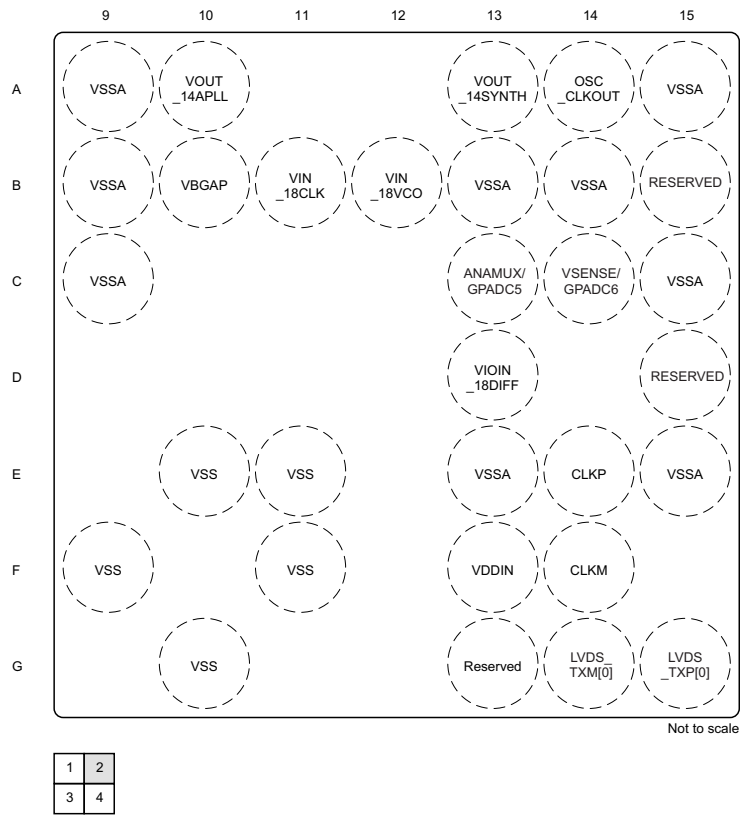 9 10 11 12 13 14 15
A
VSSA
VOUT
_14APLL
VOUT
_14SYNTH
OSC
_CLKOUT
VSSA
B
VSSA
VBGAP
VIN
_18CLK
VIN
_18VCO
VSSA
VSSA
RESERVED
C
VSSA
ANAMUX/
GPADC5
VSENSE/
GPADC6
VSSA
D
VIOIN
_18DIFF
RESERVED
E
VSS
VSS
VSSA
CLKP
VSSA
F
VSS
VSS
VDDIN
CLKM
G
VSS
Reserved
LVDS_
TXM[0]
LVDS
_TXP[0]
Not to scale
1 2
3 4